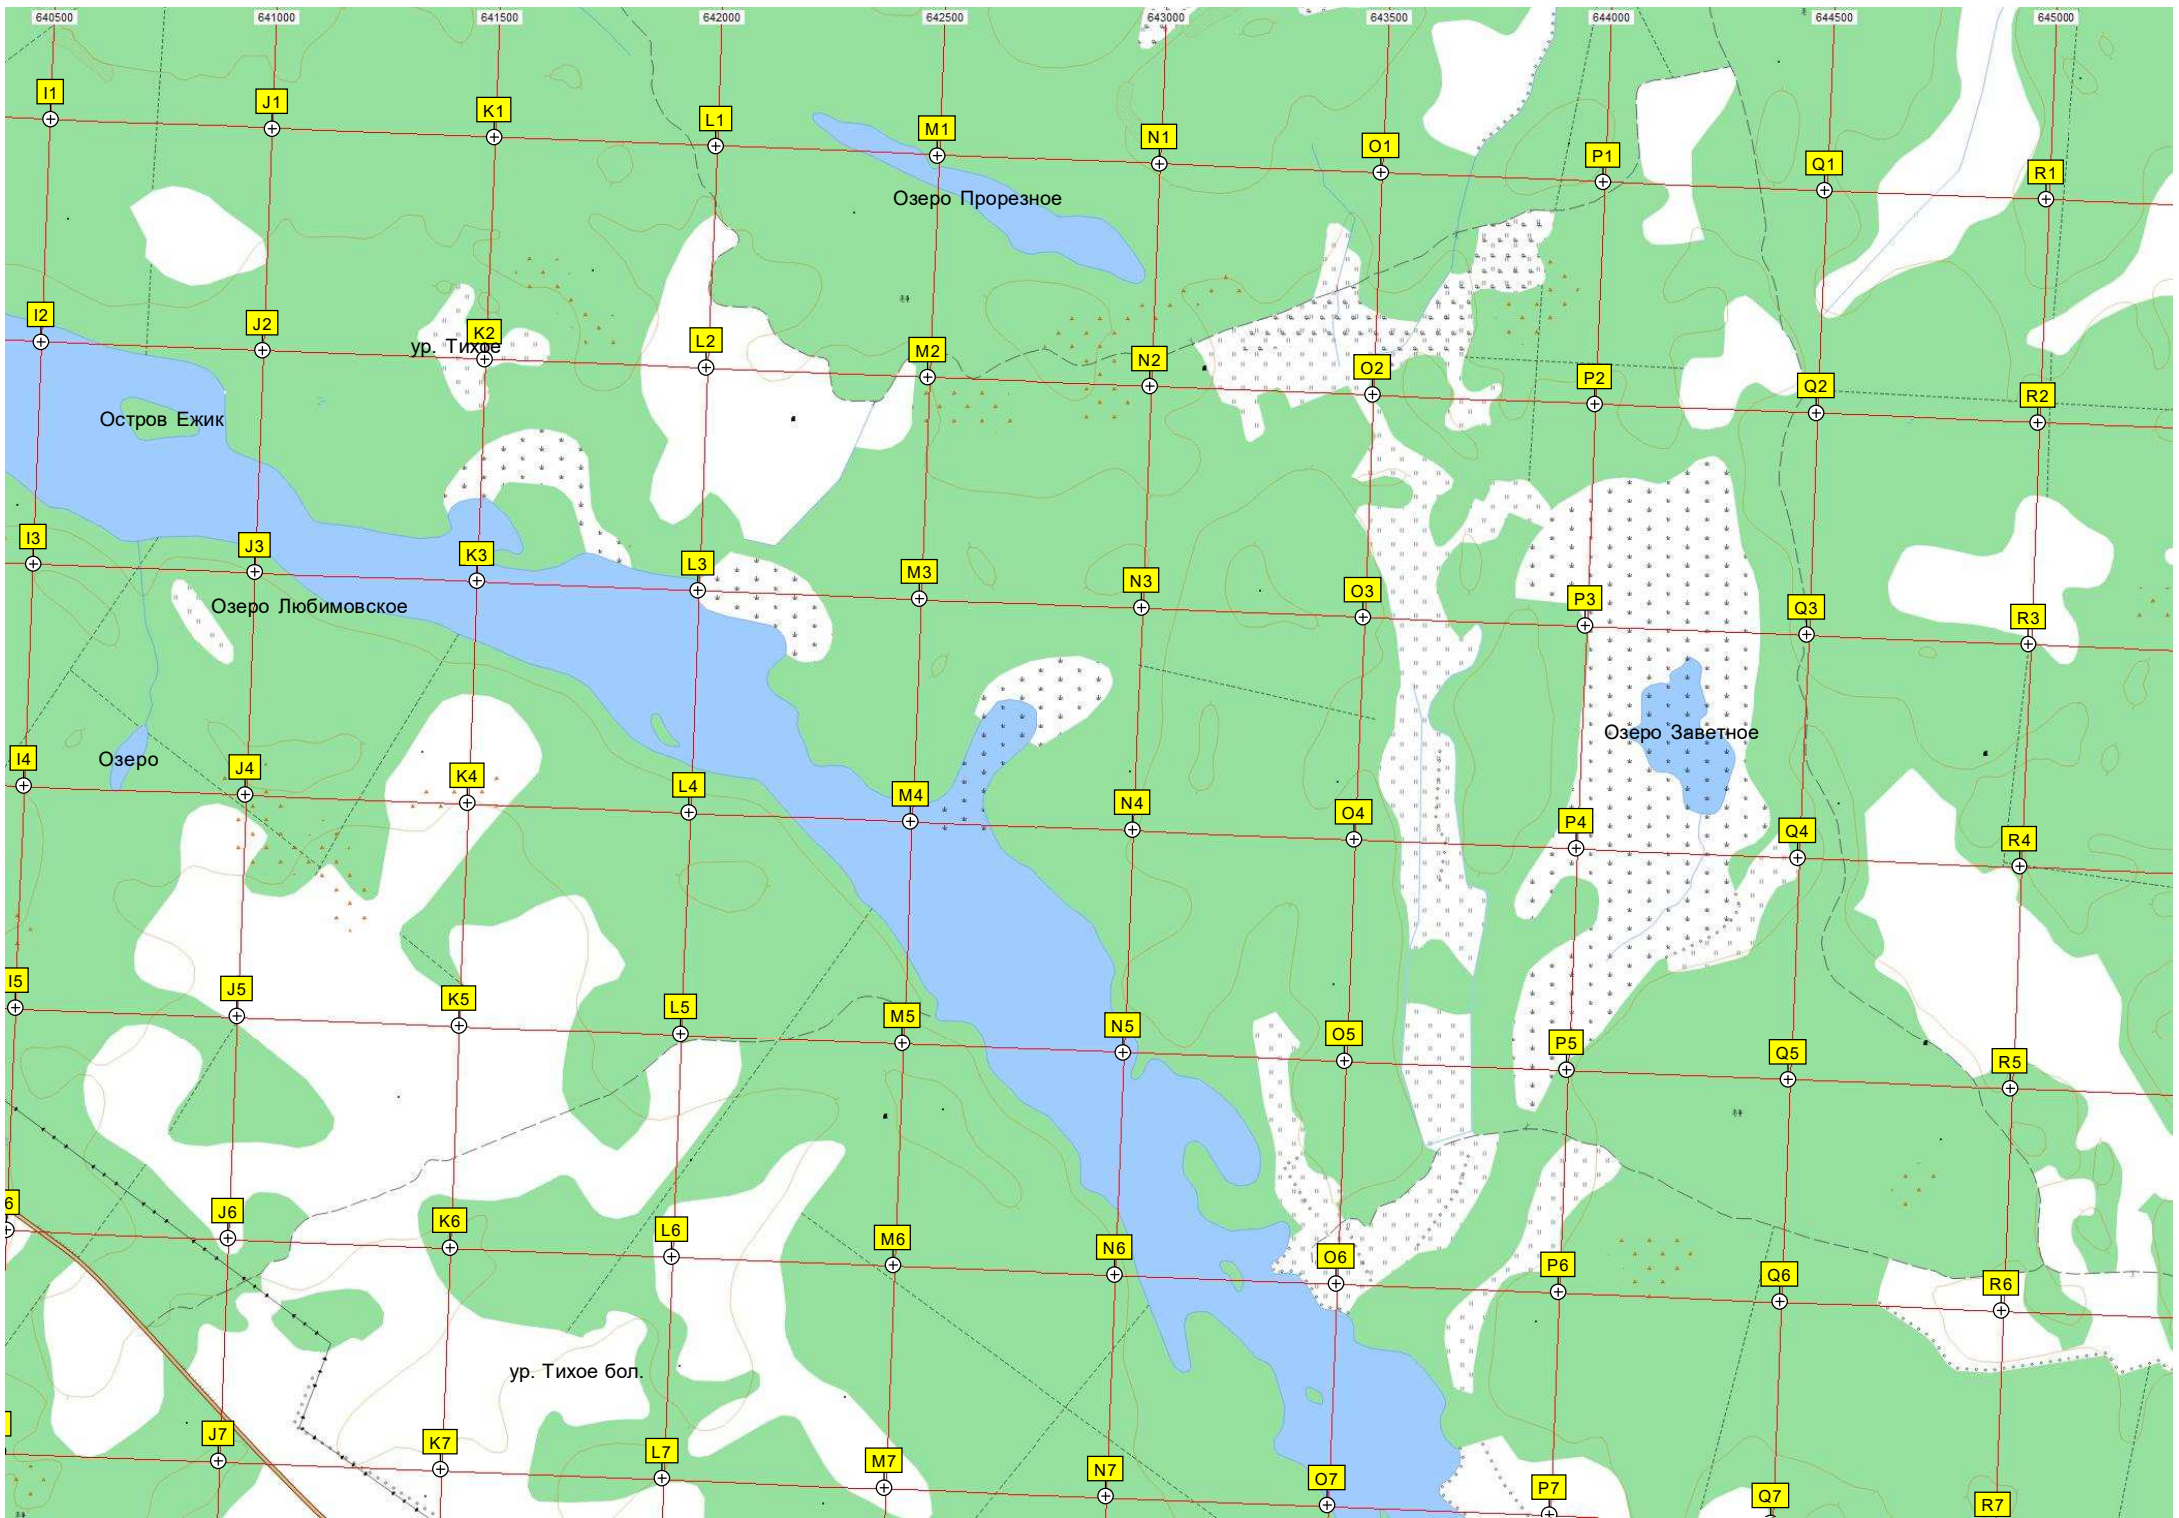 640500 641000 641500 642000 642500 643000 643500 644000 644500 645000
I1 J1 K1 L1 M1 N1 O1 P1 Q1 R1
Озеро Прорезное
I2 J2 K2 L2 M2 N2 O2 P2 Q2 R2
ур. Тихое
Остров Ежик
I3 J3 K3 L3 M3 N3 O3 P3 Q3 R3
Озеро Любимовское
Озеро Заветное
Озеро
I4 J4 K4 L4 M4 N4 O4 P4 Q4 R4
I5 J5 K5 L5 M5 N5 O5 P5 Q5 R5
6 J6 K6 L6 M6 N6 O6 P6 Q6 R6
ур. Тихое бол.
J7 K7 L7 M7 N7 O7 P7 Q7 R7